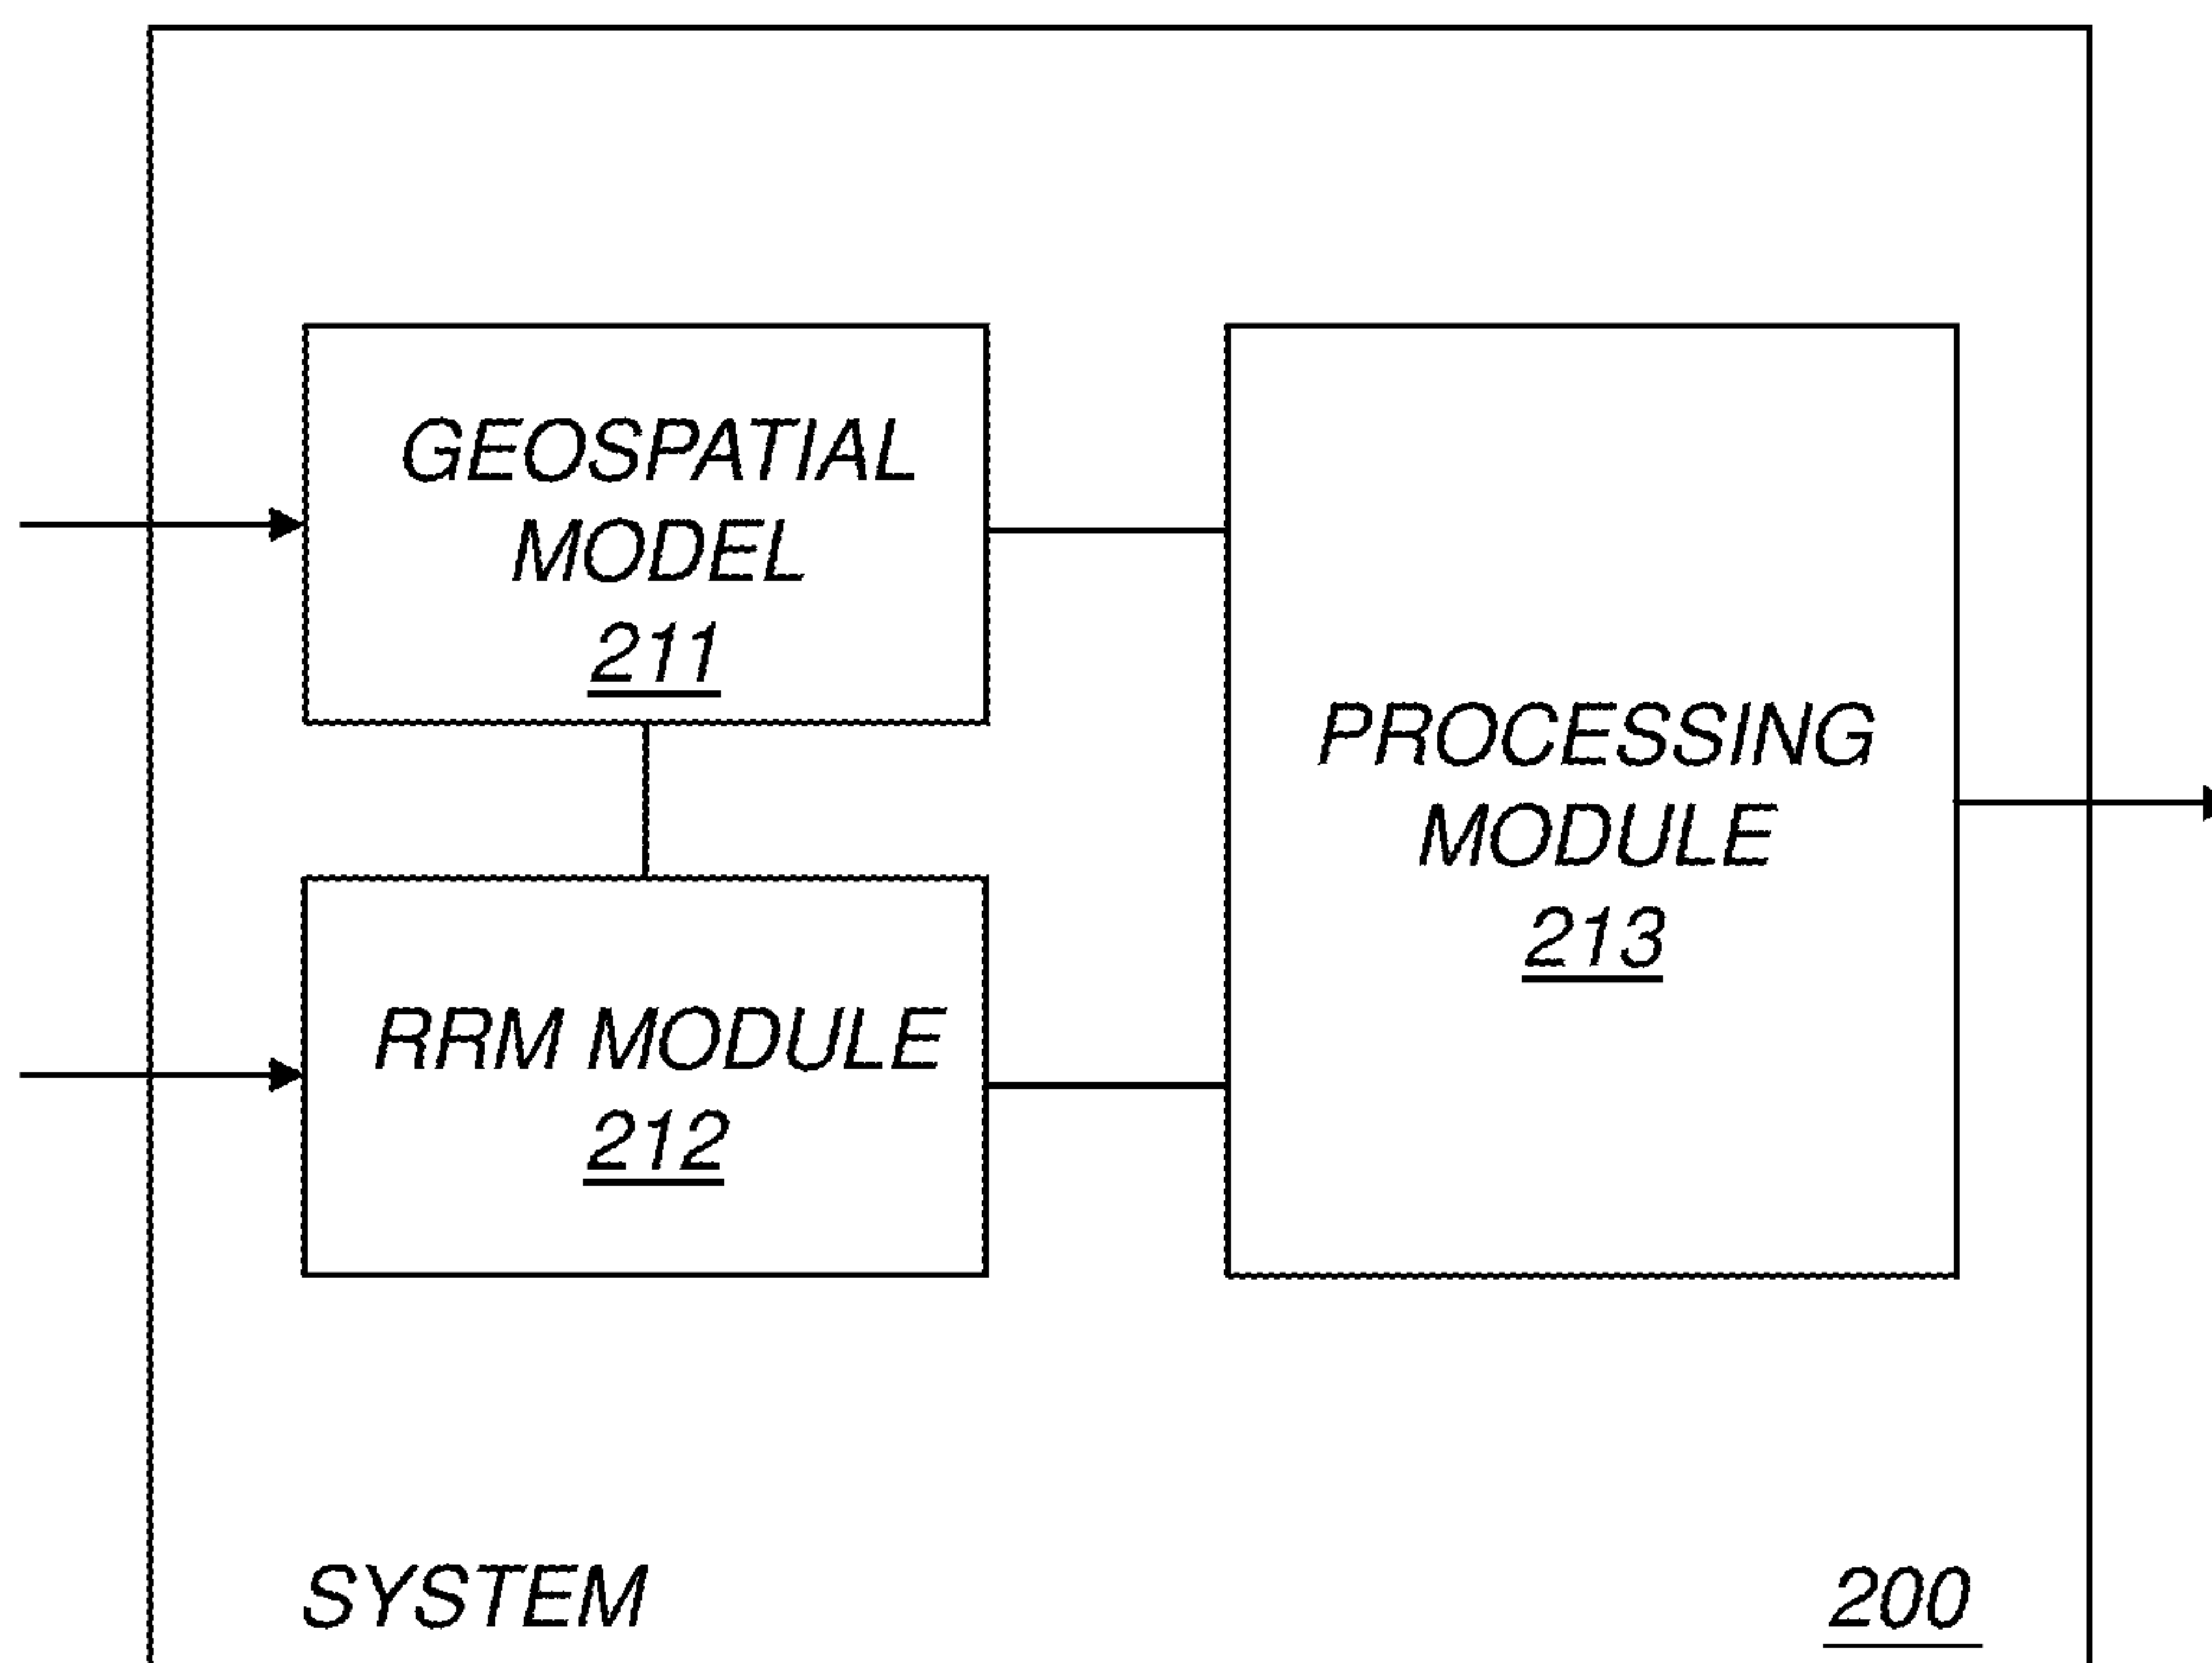 GEOSPATIAL
MODEL
211
RRM MODULE
212
PROCESSING
MODULE
213
SYSTEM
200